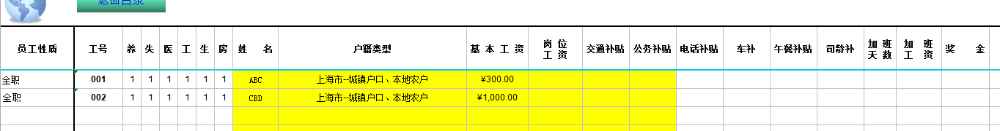 返回目录
员工性质 工号 养 失 医 工 生 房 姓 名 户籍类型 基 本 工 资 岗 位 工 资 交通补贴 公务补贴 电话补贴 车补 午餐补贴 司龄补 加 班 天 数 加 班 工 资 奖 金
全职 001 1 1 1 1 1 1 ABC 上海市--城镇户口、本地农户 ¥300.00
全职 002 1 1 1 1 1 1 CBD 上海市--城镇户口、本地农户 ¥1,000.00